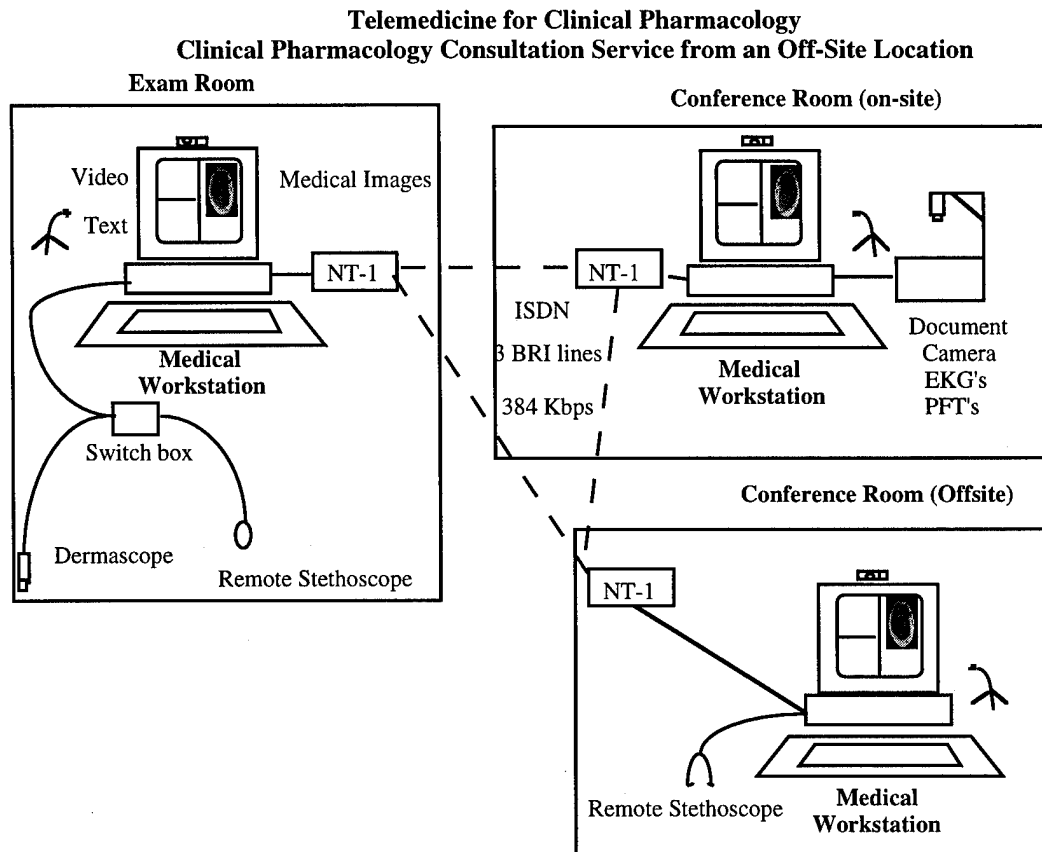 Telemedicine for Clinical Pharmacology
Clinical Pharmacology Consultation Service from an Off-Site Location
Exam Room
Video
Medical Images
Text
NT-1
Medical
Workstation
Switch box
Dermascope
Remote Stethoscope
Conference Room (on-site)
NT-1
ISDN
3 BRI lines
384 Kbps
Medical
Workstation
Document
Camera
EKG's
PFT's
Conference Room (Offsite)
NT-1
Remote Stethoscope
Medical
Workstation